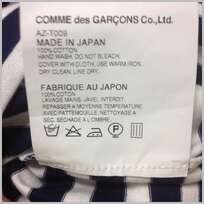 COMME des GARÇONS Co.,Ltd.
AZ-T009
MADE IN JAPAN
100% COTTON
HAND WASH, DO NOT BLEACH.
COVER WITH CLOTH, USE WARM IRON.
DRY CLEAN, LINE DRY.
FABRIQUE AU JAPON
100% COTON
LAVAGE MAINS, JAVEL INTERDIT
REPASSAGE TEMPERATURE MOYENNE
AVEC PATTEMOUILLE, NETTOYAGE A
SEC, SECHAGE A L'OMBRE